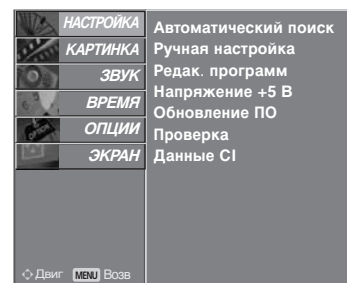 НАСТРОЙКА
КАРТИНКА
ЗВУК
ВРЕМЯ
ОПЦИИ
ЭКРАН
Автоматический поиск
Ручная настройка
Редак. программ
Напряжение +5 В
Обновление ПО
Проверка
Данные CI
Двиг MENU Возв